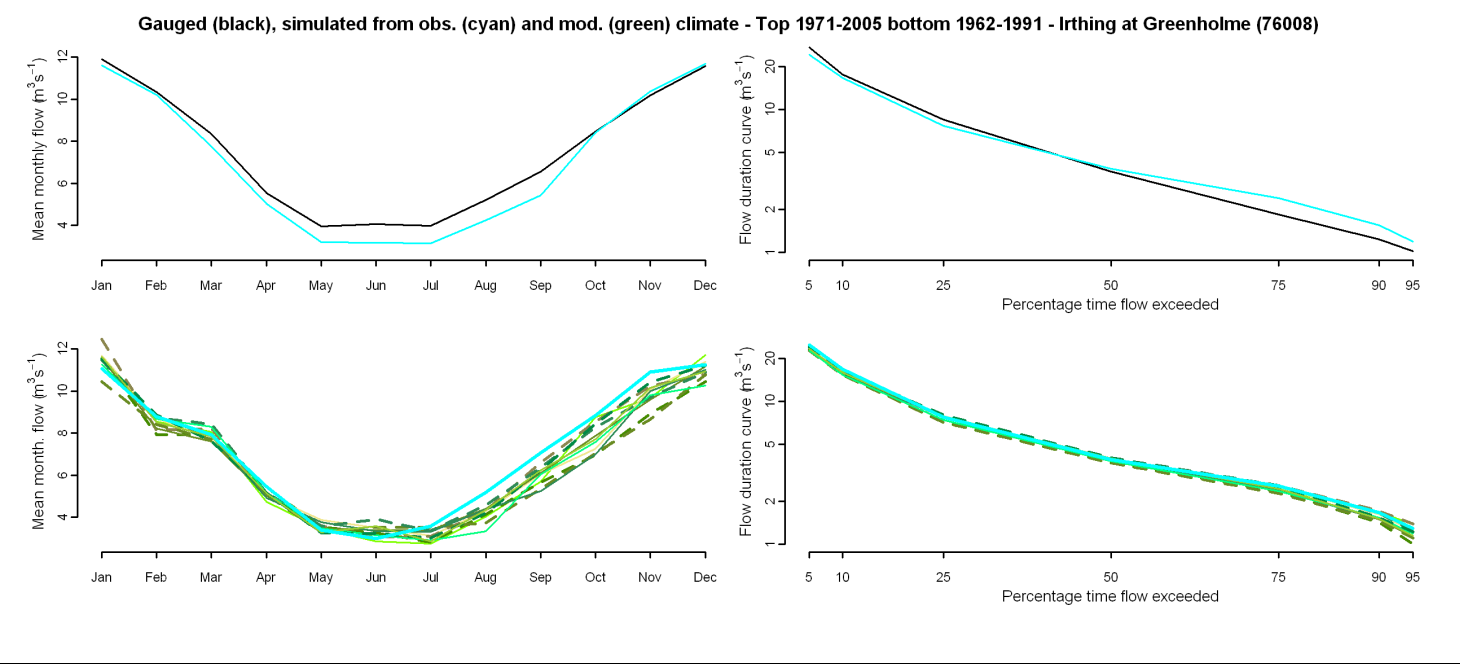 Gauged (black), simulated from obs. (cyan) and mod. (green) climate - Top 1971-2005 bottom 1962-1991 - Irthing at Greenholme (76008)
Mean monthly flow (m³s⁻¹)
12
10
8
6
4
Jan Feb Mar Apr May Jun Jul Aug Sep Oct Nov Dec
Flow duration curve (m³s⁻¹)
20
10
5
2
1
5 10 25 50 75 90 95
Percentage time flow exceeded
Mean month. flow (m³s⁻¹)
12
10
8
6
4
Jan Feb Mar Apr May Jun Jul Aug Sep Oct Nov Dec
Flow duration curve (m³s⁻¹)
20
10
5
2
1
5 10 25 50 75 90 95
Percentage time flow exceeded